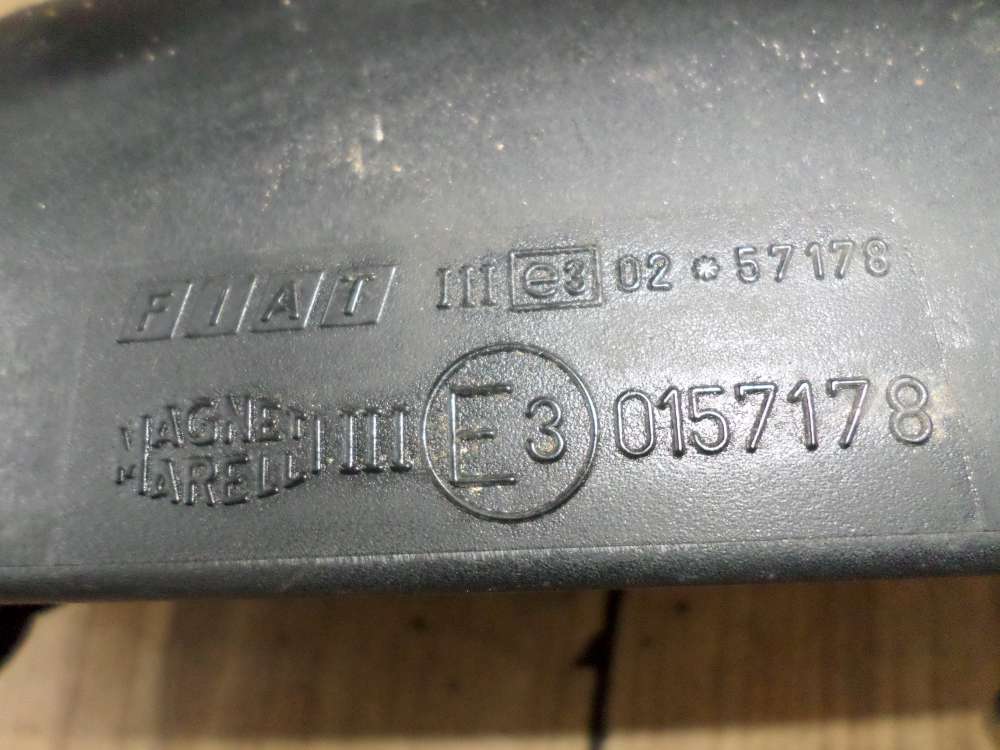 FIAT III e3 02 * 57178
MAGNETI
MARELLI III E3 0157178